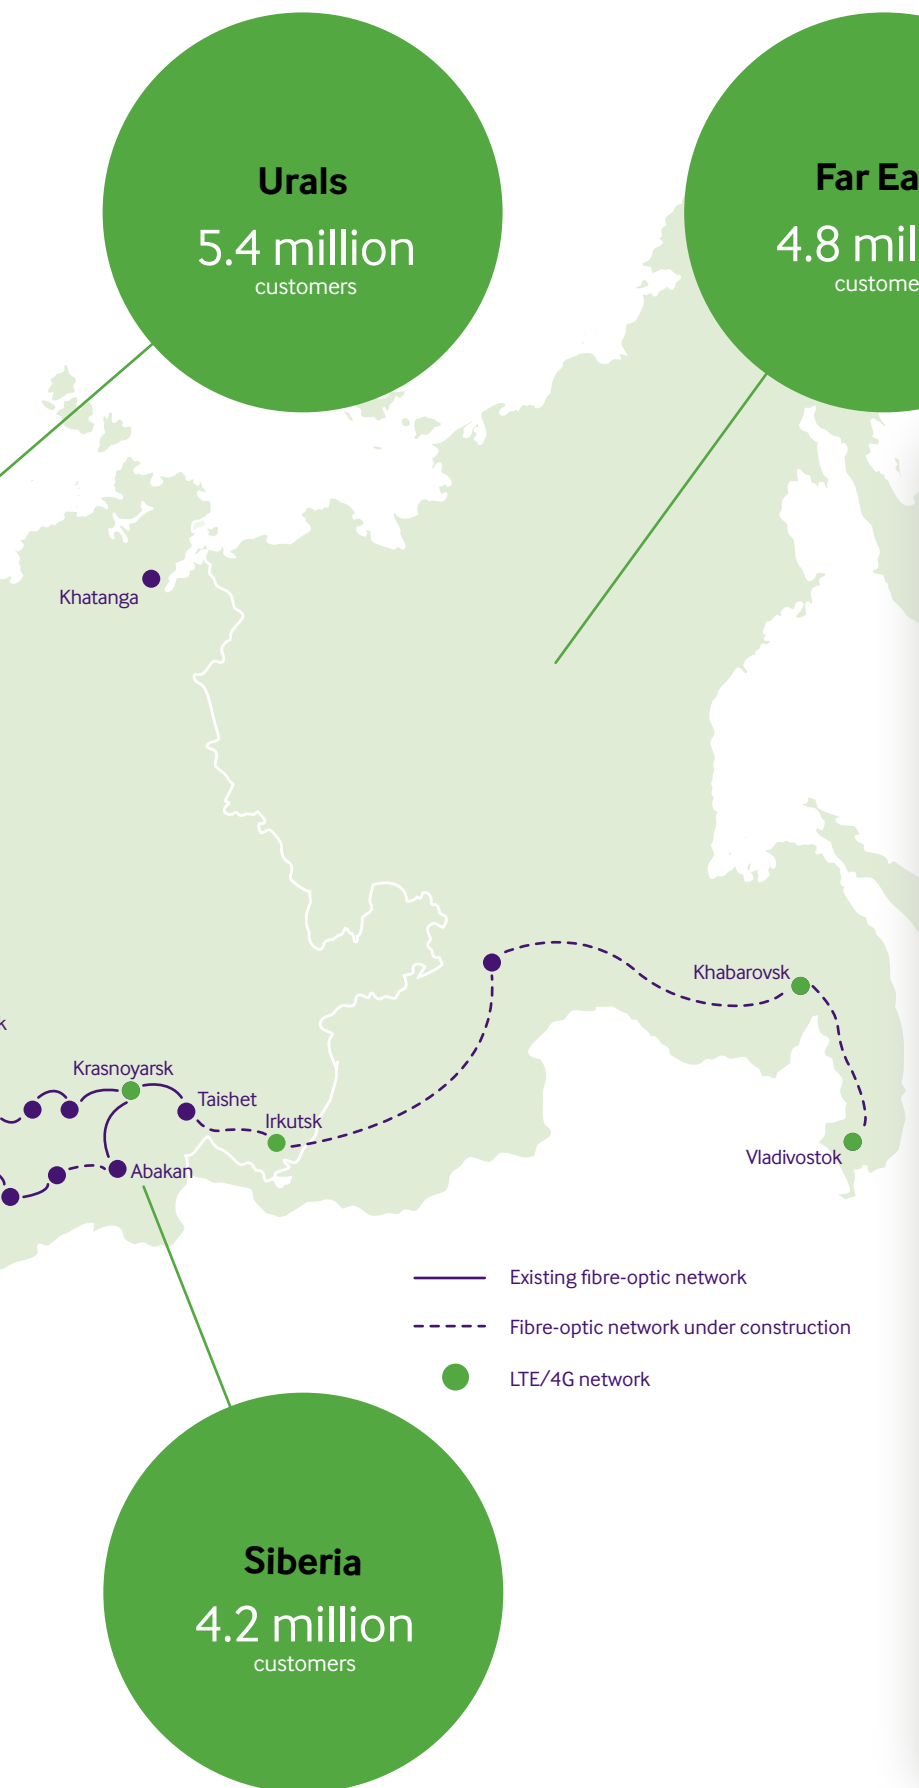 Urals
5.4 million
customers
Far Ea
4.8 mil
custome
Khatanga
Khabarovsk
k
Krasnoyarsk
Taishet
Irkutsk
Abakan
Vladivostok
Existing fibre-optic network
Fibre-optic network under construction
LTE/4G network
Siberia
4.2 million
customers